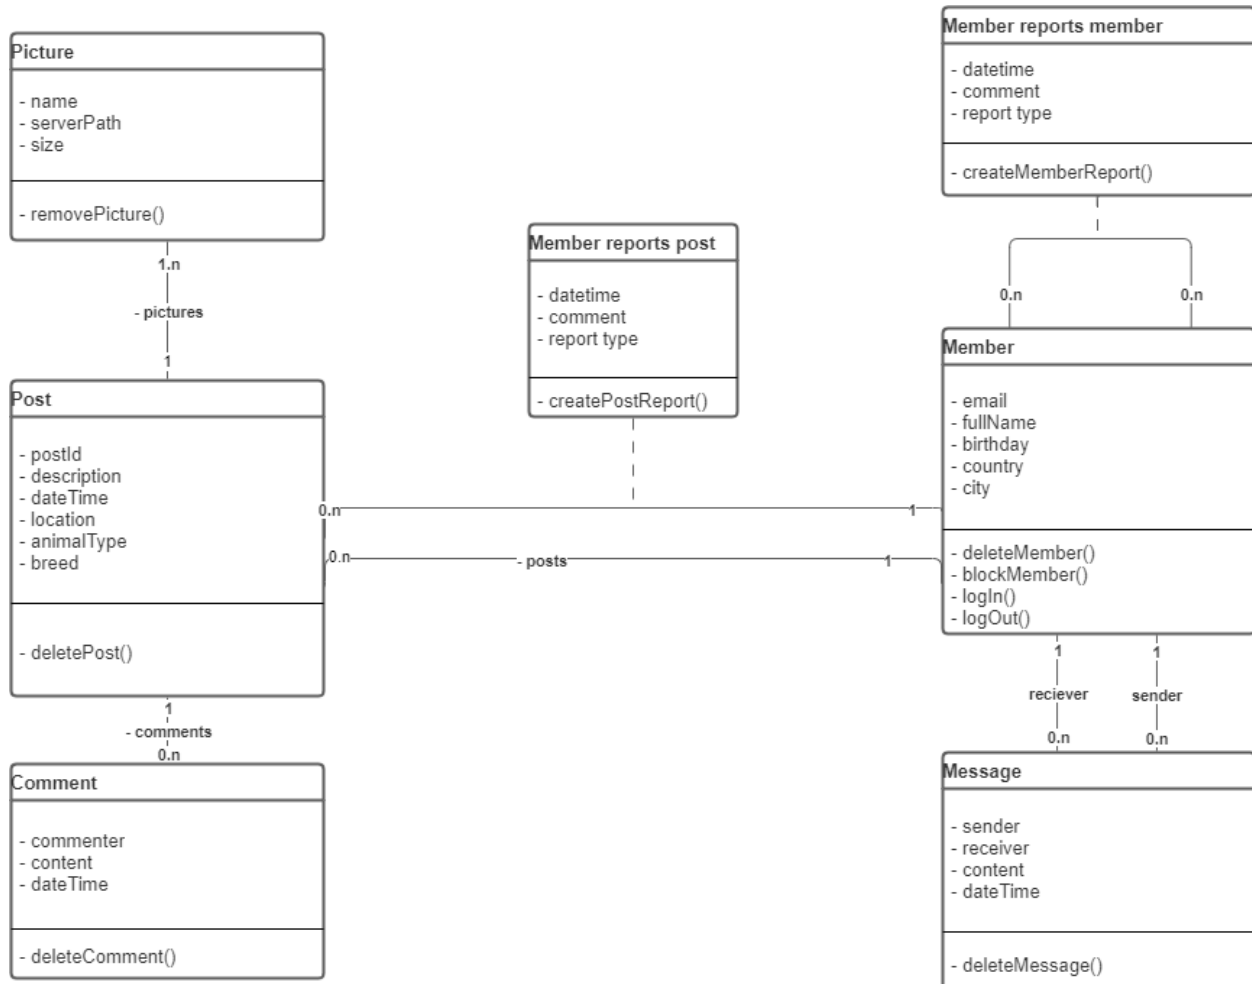 Picture
- name
- serverPath
- size
- removePicture()
1.n
- pictures
1
Post
- postId
- description
- dateTime
- location
- animalType
- breed
- deletePost()
1
- comments
0.n
Comment
- commenter
- content
- dateTime
- deleteComment()
Member reports post
- datetime
- comment
- report type
- createPostReport()
0.n
1
0.n
- posts
1
Member reports member
- datetime
- comment
- report type
- createMemberReport()
0.n
0.n
Member
- email
- fullName
- birthday
- country
- city
- deleteMember()
- blockMember()
- logIn()
- logOut()
1
1
reciever
sender
0.n
0.n
Message
- sender
- receiver
- content
- dateTime
- deleteMessage()